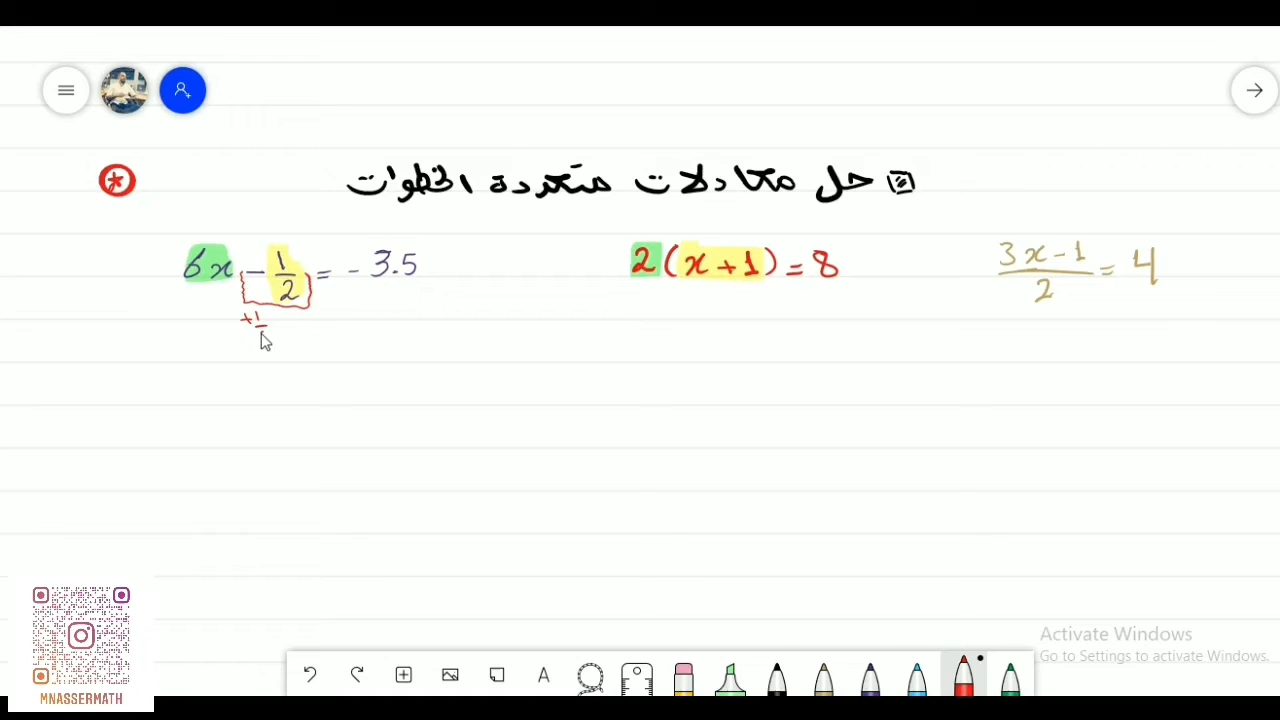 حل معادلات متعددة الخطوات
6x - 1/2 = - 3.5
2 (x + 1) = 8
3x - 1 / 2 = 4
+ 1
A
Activate Windows
Go to Settings to activate Windows.
MNASSERMATH